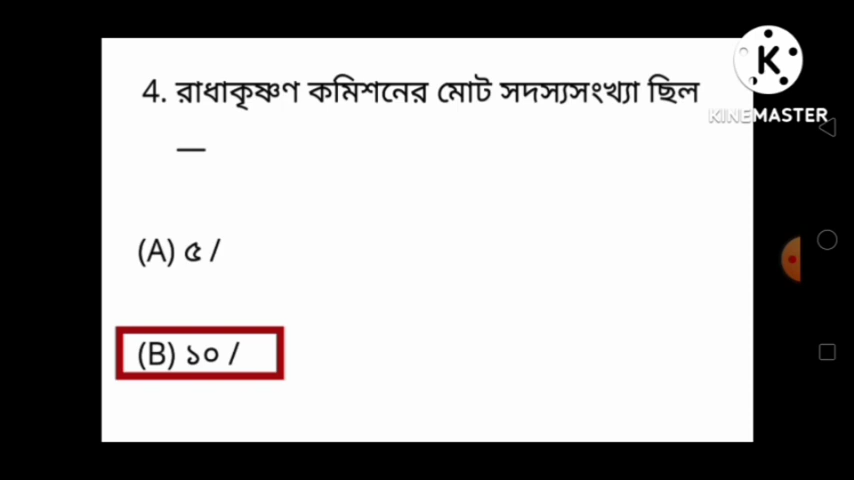 4. রাধাকৃষ্ণণ কমিশনের মোট সদস্যসংখ্যা ছিল
—
(A) ৫ /
(B) ১০ /
K
KINEMASTER